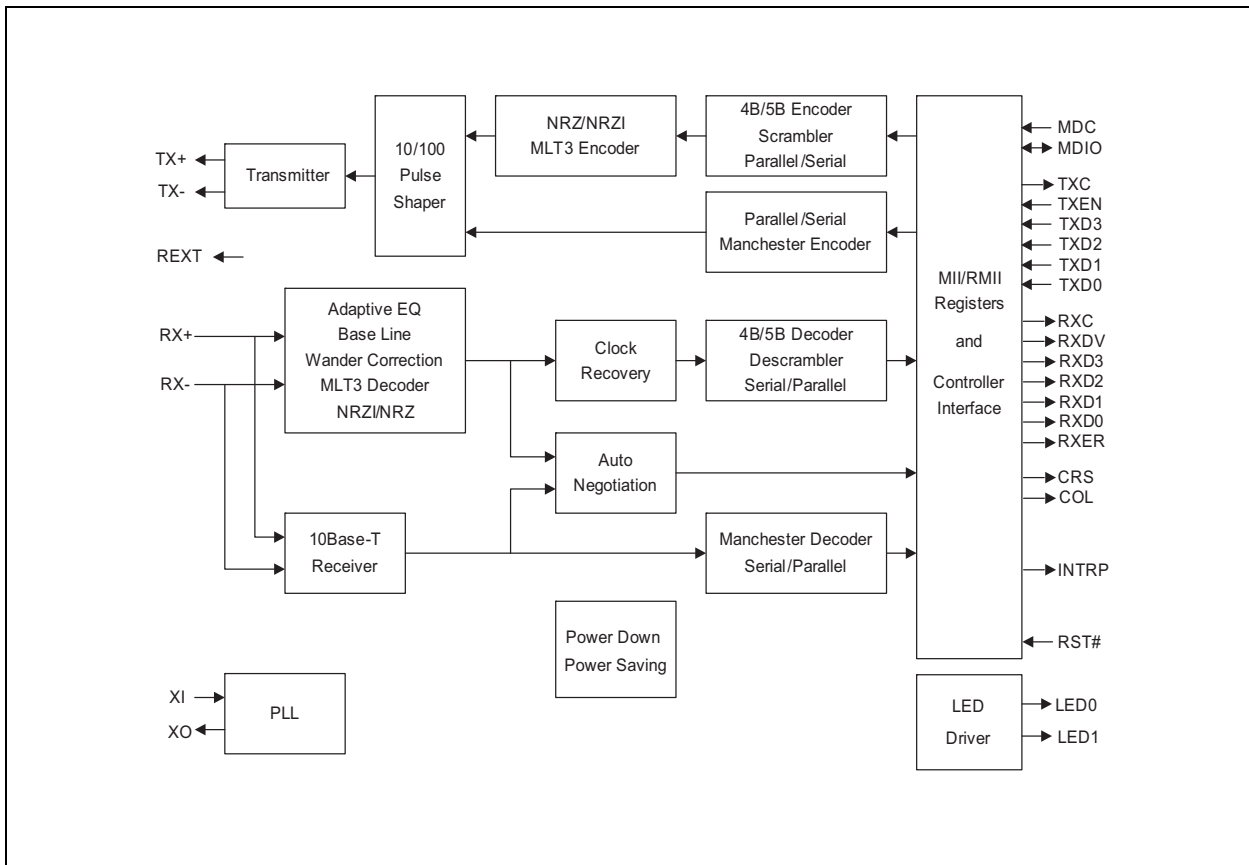 TX+
TX-
REXT
RX+
RX-
XI
XO
Transmitter
10/100
Pulse
Shaper
NRZ/NRZI
MLT3 Encoder
4B/5B Encoder
Scrambler
Parallel/Serial
Parallel/Serial
Manchester Encoder
Adaptive EQ
Base Line
Wander Correction
MLT3 Decoder
NRZI/NRZ
Clock
Recovery
4B/5B Decoder
Descrambler
Serial/Parallel
Auto
Negotiation
10Base-T
Receiver
Manchester Decoder
Serial/Parallel
Power Down
Power Saving
PLL
MII/RMII
Registers
and
Controller
Interface
LED
Driver
MDC
MDIO
TXC
TXEN
TXD3
TXD2
TXD1
TXD0
RXC
RXDV
RXD3
RXD2
RXD1
RXD0
RXER
CRS
COL
INTRP
RST#
LED0
LED1